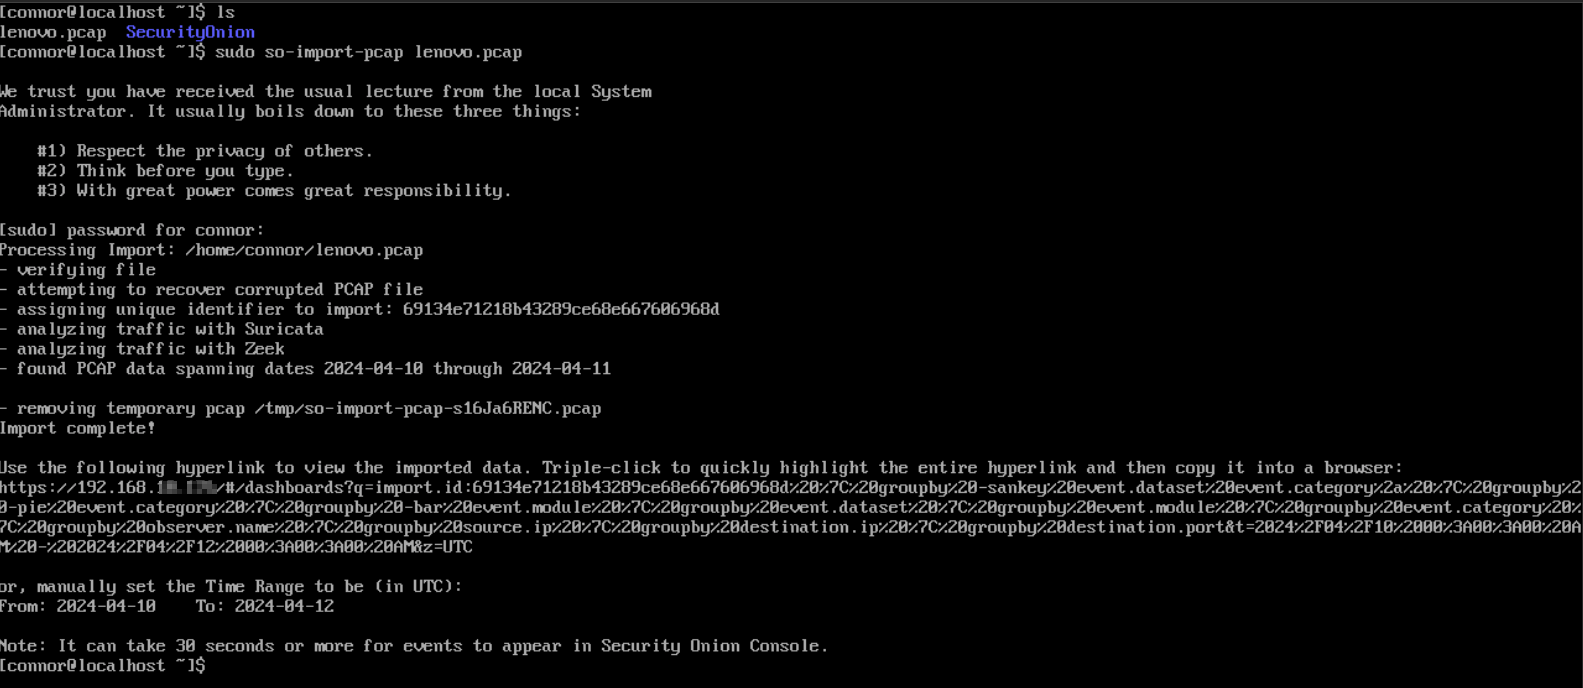 [connor@localhost ~]$ ls
lenovo.pcap  SecurityOnion
[connor@localhost ~]$ sudo so-import-pcap lenovo.pcap

We trust you have received the usual lecture from the local System
Administrator. It usually boils down to these three things:

    #1) Respect the privacy of others.
    #2) Think before you type.
    #3) With great power comes great responsibility.

[sudo] password for connor:
Processing Import: /home/connor/lenovo.pcap
- verifying file
- attempting to recover corrupted PCAP file
- assigning unique identifier to import: 69134e71218b43289ce68e667606968d
- analyzing traffic with Suricata
- analyzing traffic with Zeek
- found PCAP data spanning dates 2024-04-10 through 2024-04-11

- removing temporary pcap /tmp/so-import-pcap-s16Ja6RENC.pcap
Import complete!

Use the following hyperlink to view the imported data. Triple-click to quickly highlight the entire hyperlink and then copy it into a browser:
https://192.168. /#/dashboards?q=import.id:69134e71218b43289ce68e667606968d%20%7C%20groupby%20-sankey%20event.dataset%20event.category%2a%20%7C%20groupby%2
0-pie%20event.category%20%7C%20groupby%20-bar%20event.module%20%7C%20groupby%20event.dataset%20%7C%20groupby%20event.module%20%7C%20groupby%20event.category%20%
7C%20groupby%20observer.name%20%7C%20groupby%20source.ip%20%7C%20groupby%20destination.ip%20%7C%20groupby%20destination.port&t=2024%2F04%2F10%2000%3A00%3A00%20A
M%20-%202024%2F04%2F12%2000%3A00%3A00%20AM&z=UTC

or, manually set the Time Range to be (in UTC):
From: 2024-04-10    To: 2024-04-12

Note: It can take 30 seconds or more for events to appear in Security Onion Console.
[connor@localhost ~]$